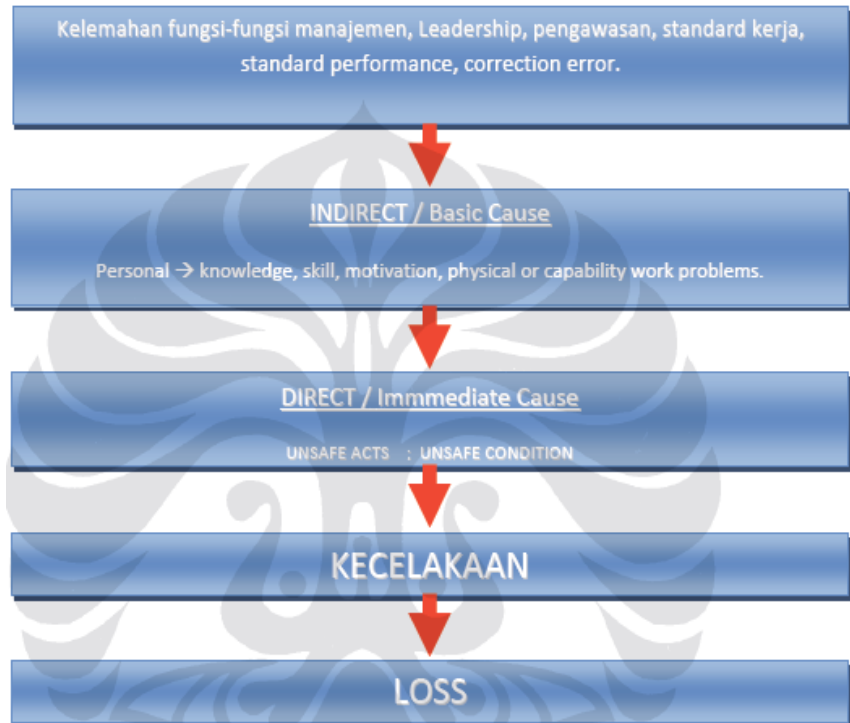 Kelemahan fungsi-fungsi manajemen, Leadership, pengawasan, standard kerja,
standard performance, correction error.
INDIRECT / Basic Cause
Personal → knowledge, skill, motivation, physical or capability work problems.
DIRECT / Immmediate Cause
UNSAFE ACTS : UNSAFE CONDITION
KECELAKAAN
LOSS